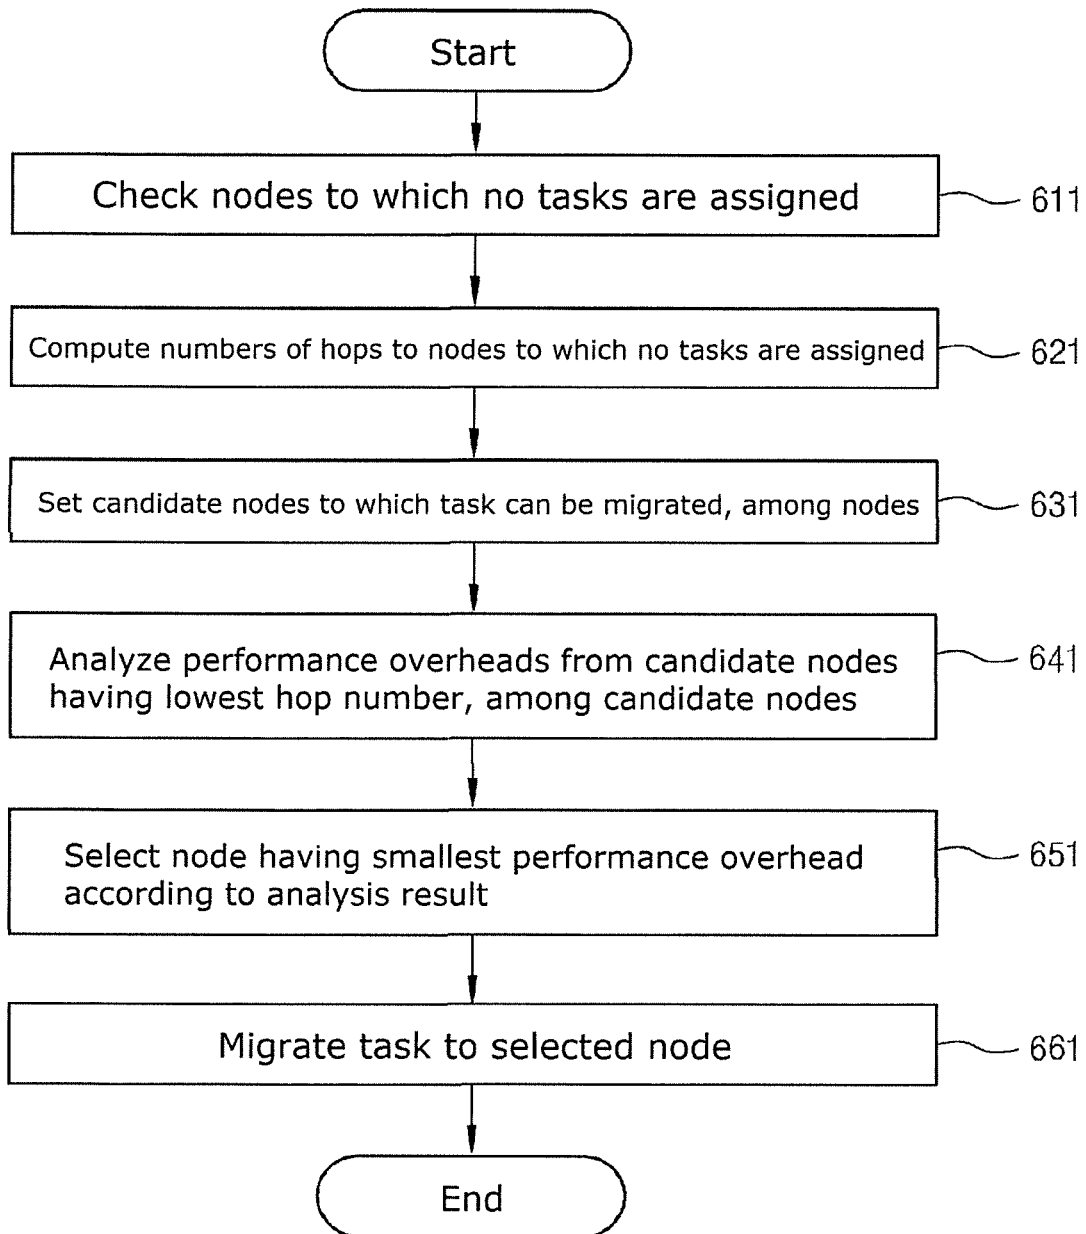 Start
Check nodes to which no tasks are assigned
611
Compute numbers of hops to nodes to which no tasks are assigned
621
Set candidate nodes to which task can be migrated, among nodes
631
Analyze performance overheads from candidate nodes
having lowest hop number, among candidate nodes
641
Select node having smallest performance overhead
according to analysis result
651
Migrate task to selected node
661
End